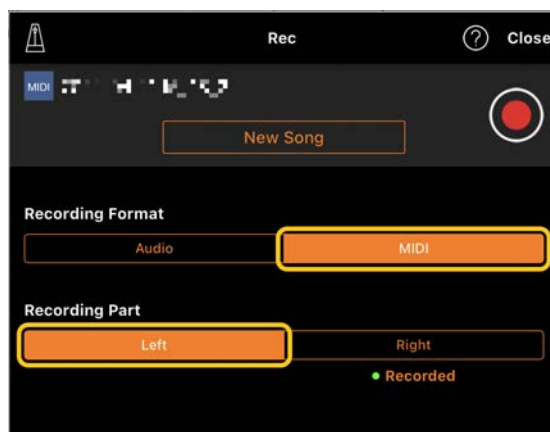 Rec
?
Close
MIDI
New Song
Recording Format
Audio
MIDI
Recording Part
Left
Right
Recorded